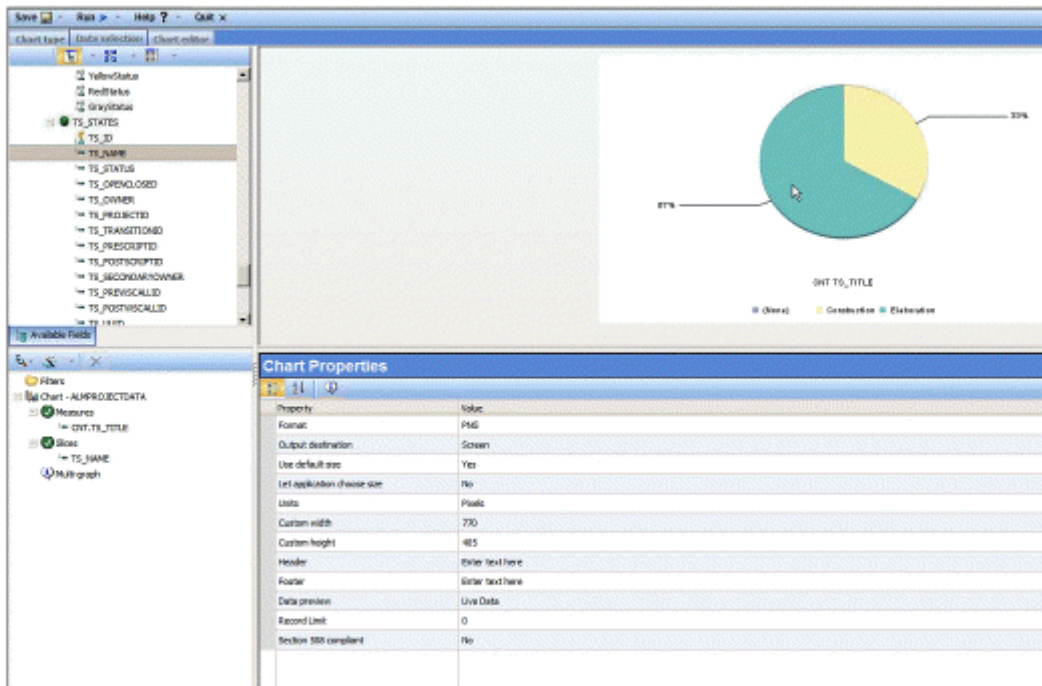 Save Run Help ? Quit X
Chart type Data selection Chart editor
YellowStatus
RedStatus
GrayStatus
TS_STATES
TS_ID
TS_NAME
TS_STATUS
TS_OPENCLOSED
TS_OWNER
TS_PROJECTID
TS_TRANSITIONID
TS_PRESCRIPTID
TS_POSTSCRIPTID
TS_SECONDARYOWNER
TS_PREVISCALLID
TS_POSTVISCALLID
TS_UUID
Available Fields
33%
67%
CNT TS_TITLE
(None) Construction Elaboration
Filters
Chart - ALMPROJECTDATA
Measures
CNT.TS_TITLE
Slices
TS_NAME
Multi-graph
Chart Properties
Property Value
Format PNG
Output destination Screen
Use default size Yes
Let application choose size No
Units Pixels
Custom width 770
Custom height 485
Header Enter text here
Footer Enter text here
Data preview Live Data
Record Limit 0
Section 508 compliant No